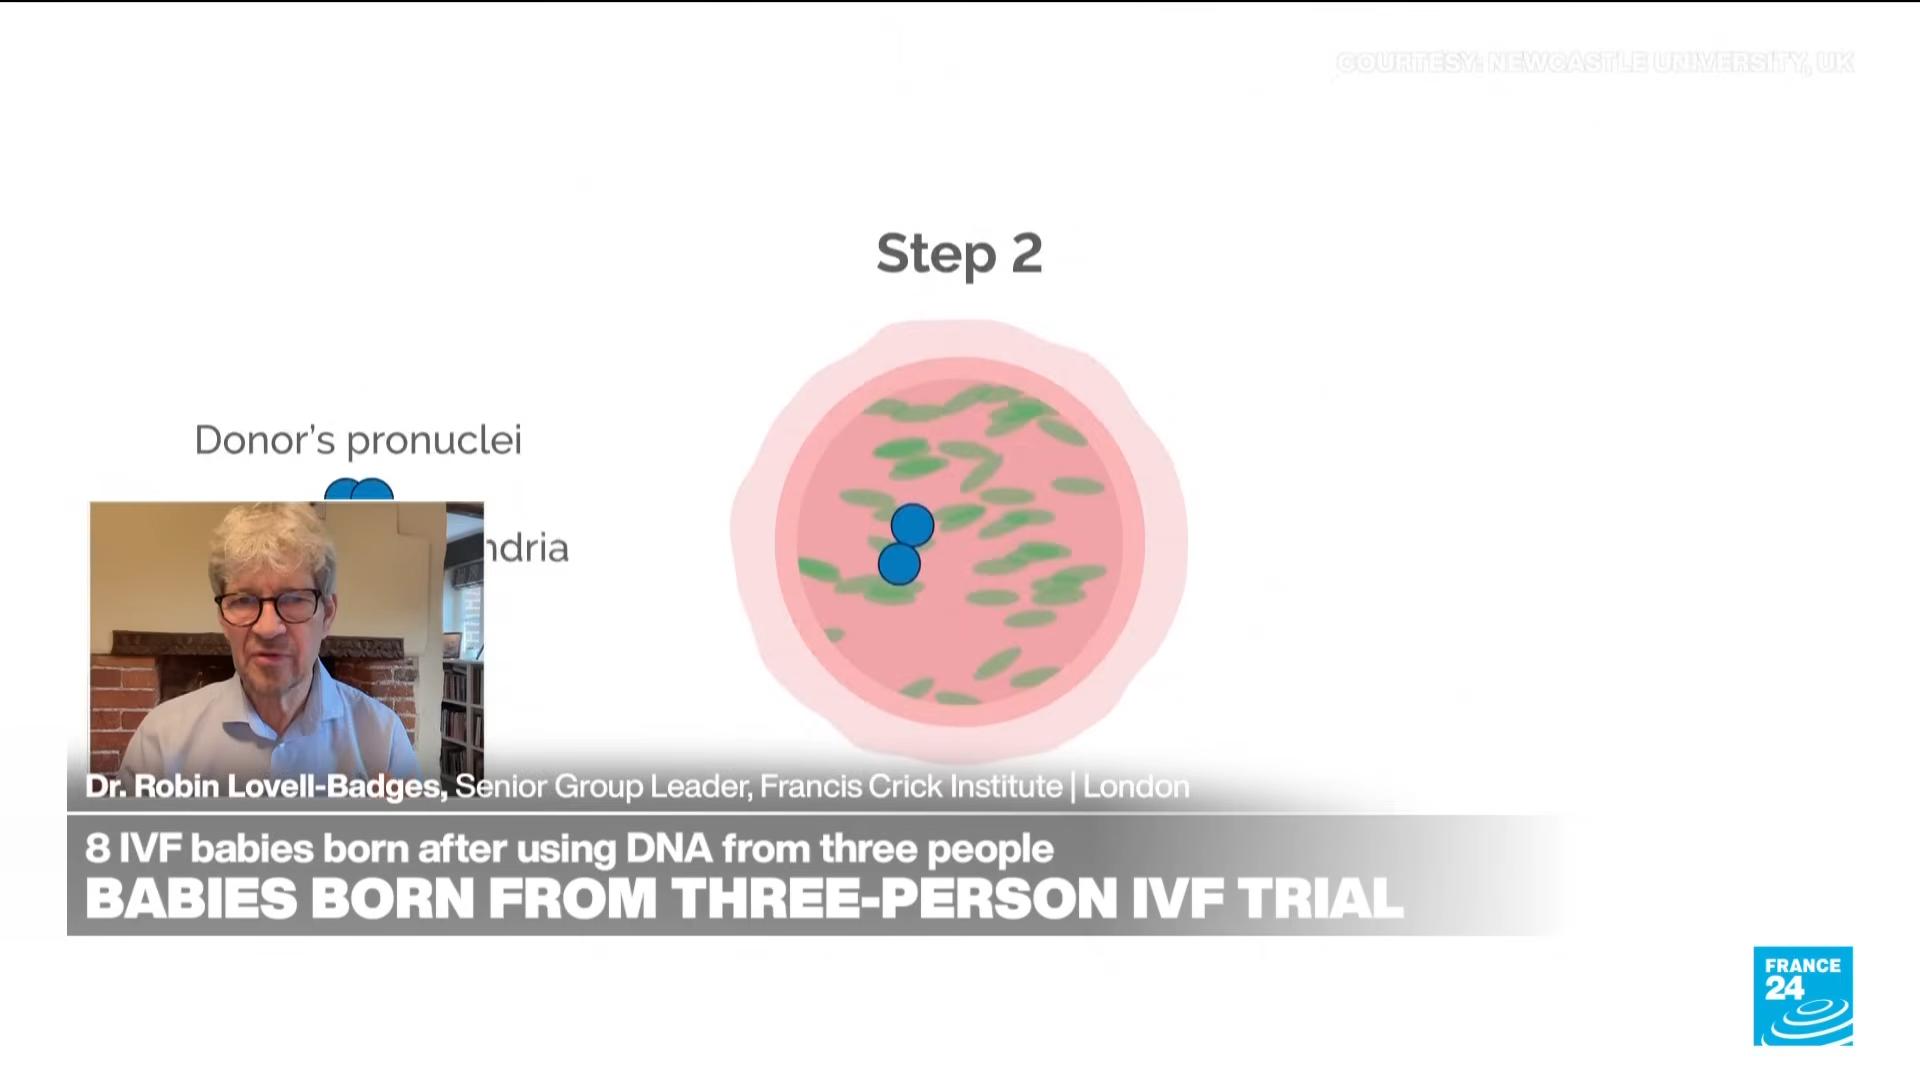 COURTESY: NEWCASTLE UNIVERSITY, UK
Step 2
Donor's pronuclei
ndria
Dr. Robin Lovell-Badges, Senior Group Leader, Francis Crick Institute | London
8 IVF babies born after using DNA from three people
BABIES BORN FROM THREE-PERSON IVF TRIAL
FRANCE
24